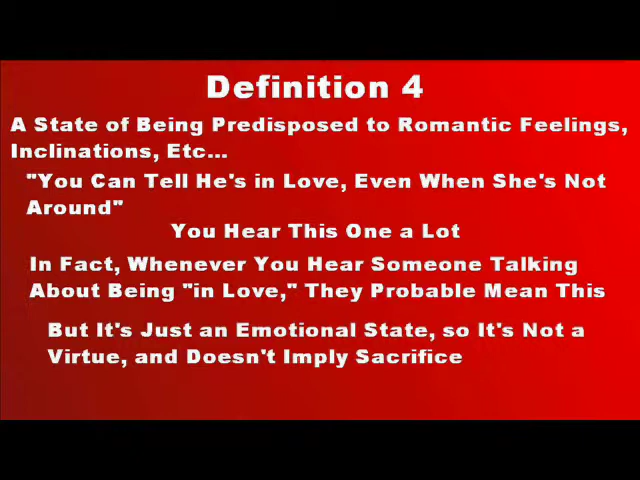 Definition 4
A State of Being Predisposed to Romantic Feelings,
Inclinations, Etc...
"You Can Tell He's in Love, Even When She's Not
Around"
You Hear This One a Lot
In Fact, Whenever You Hear Someone Talking
About Being "in Love," They Probable Mean This
But It's Just an Emotional State, so It's Not a
Virtue, and Doesn't Imply Sacrifice